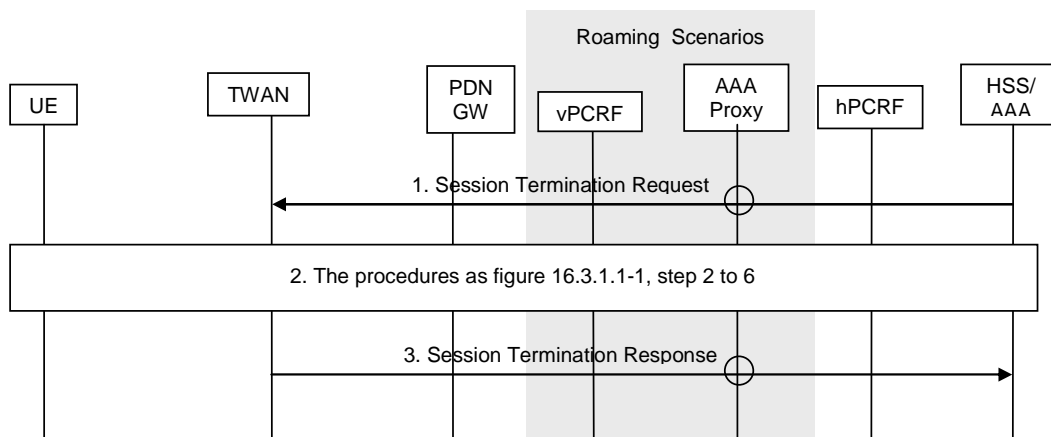 Roaming Scenarios
UE
TWAN
PDN
GW
vPCRF
AAA
Proxy
hPCRF
HSS/
AAA
1. Session Termination Request
2. The procedures as figure 16.3.1.1-1, step 2 to 6
3. Session Termination Response